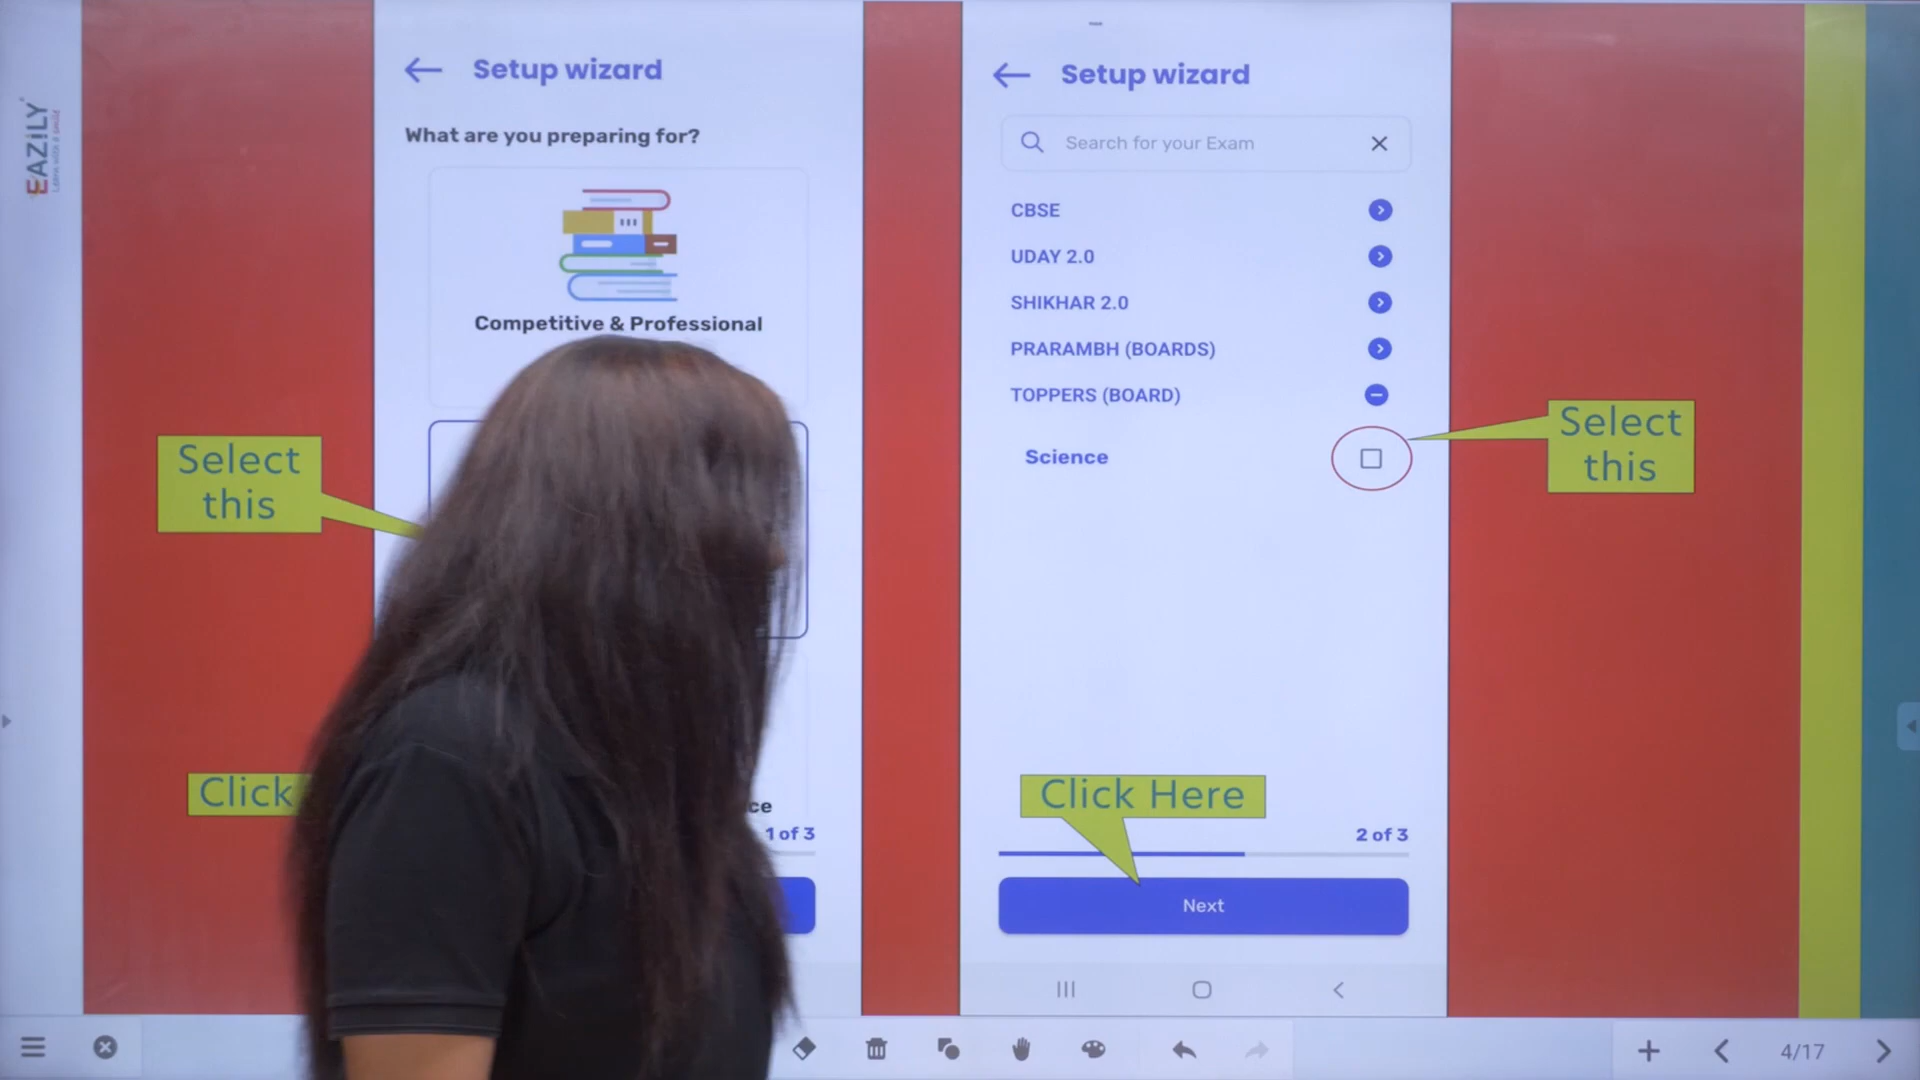 EAZILY
Setup wizard
What are you preparing for?
Competitive & Professional
Select
this
Click
1 of 3
Setup wizard
Search for your Exam
CBSE
UDAY 2.0
SHIKHAR 2.0
PRARAMBH (BOARDS)
TOPPERS (BOARD)
Science
Select
this
Click Here
2 of 3
Next
4/17